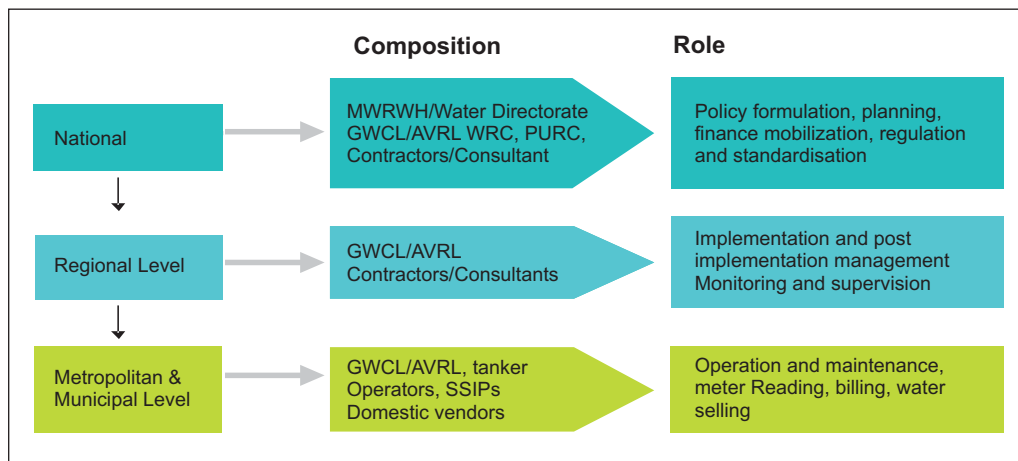 Composition
Role
National
MWRWH/Water Directorate
GWCL/AVRL WRC, PURC,
Contractors/Consultant
Policy formulation, planning,
finance mobilization, regulation
and standardisation
Regional Level
GWCL/AVRL
Contractors/Consultants
Implementation and post
implementation management
Monitoring and supervision
Metropolitan &
Municipal Level
GWCL/AVRL, tanker
Operators, SSIPs
Domestic vendors
Operation and maintenance,
meter Reading, billing, water
selling